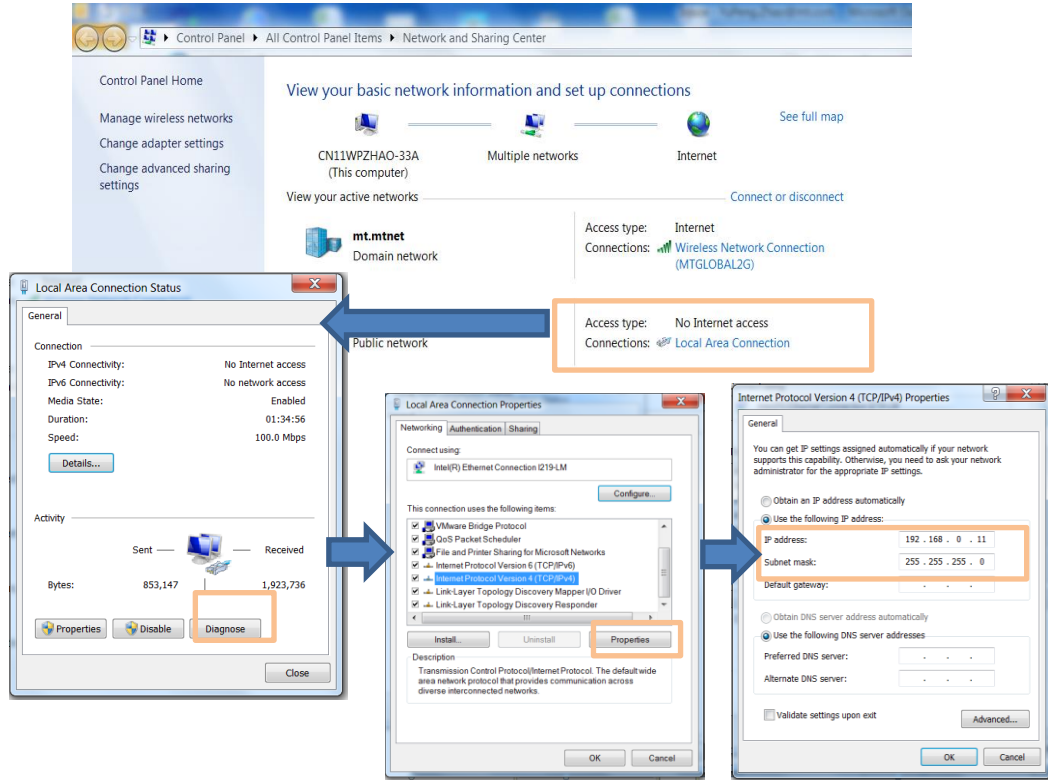 Control Panel ▸ All Control Panel Items ▸ Network and Sharing Center
Control Panel Home
Manage wireless networks
Change adapter settings
Change advanced sharing
settings
View your basic network information and set up connections
See full map
CN11WPZHAO-33A
(This computer)
Multiple networks
Internet
View your active networks
Connect or disconnect
mt.mtnet
Domain network
Access type: Internet
Connections: Wireless Network Connection
(MTGLOBAL2G)
Public network
Access type: No Internet access
Connections: Local Area Connection
Local Area Connection Status
General
Connection
IPv4 Connectivity: No Internet access
IPv6 Connectivity: No network access
Media State: Enabled
Duration: 01:34:56
Speed: 100.0 Mbps
Details...
Activity
Sent — — Received
Bytes: 853,147 1,923,736
Properties Disable Diagnose
Close
Local Area Connection Properties
Networking Authentication Sharing
Connect using:
Intel(R) Ethernet Connection I219-LM
Configure...
This connection uses the following items:
VMware Bridge Protocol
QoS Packet Scheduler
File and Printer Sharing for Microsoft Networks
Internet Protocol Version 6 (TCP/IPv6)
Internet Protocol Version 4 (TCP/IPv4)
Link-Layer Topology Discovery Mapper I/O Driver
Link-Layer Topology Discovery Responder
Install... Uninstall Properties
Description
Transmission Control Protocol/Internet Protocol. The default wide
area network protocol that provides communication across
diverse interconnected networks.
OK Cancel
Internet Protocol Version 4 (TCP/IPv4) Properties
General
You can get IP settings assigned automatically if your network
supports this capability. Otherwise, you need to ask your network
administrator for the appropriate IP settings.
Obtain an IP address automatically
Use the following IP address:
IP address: 192 . 168 . 0 . 11
Subnet mask: 255 . 255 . 255 . 0
Default gateway: . . .
Obtain DNS server address automatically
Use the following DNS server addresses
Preferred DNS server: . . .
Alternate DNS server: . . .
Validate settings upon exit
Advanced...
OK Cancel